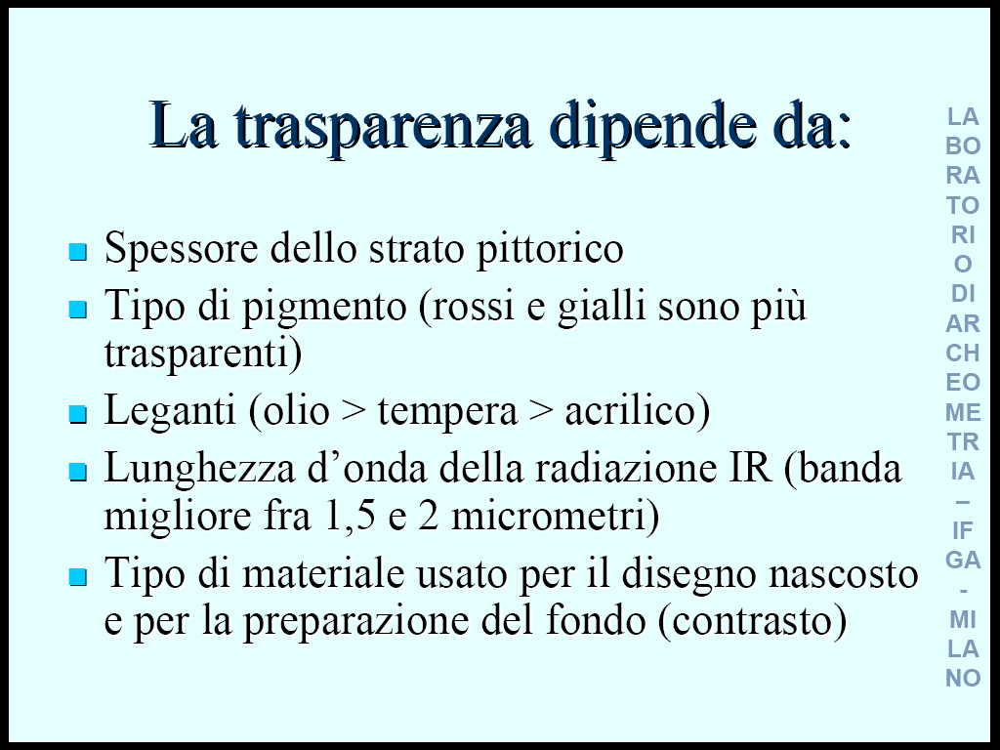 La trasparenza dipende da:
Spessore dello strato pittorico
Tipo di pigmento (rossi e gialli sono più
trasparenti)
Leganti (olio > tempera > acrilico)
Lunghezza d’onda della radiazione IR (banda
migliore fra 1,5 e 2 micrometri)
Tipo di materiale usato per il disegno nascosto
e per la preparazione del fondo (contrasto)
LA
BO
RA
TO
RI
O
DI
AR
CH
EO
ME
TR
IA
–
IF
GA
-
MI
LA
NO